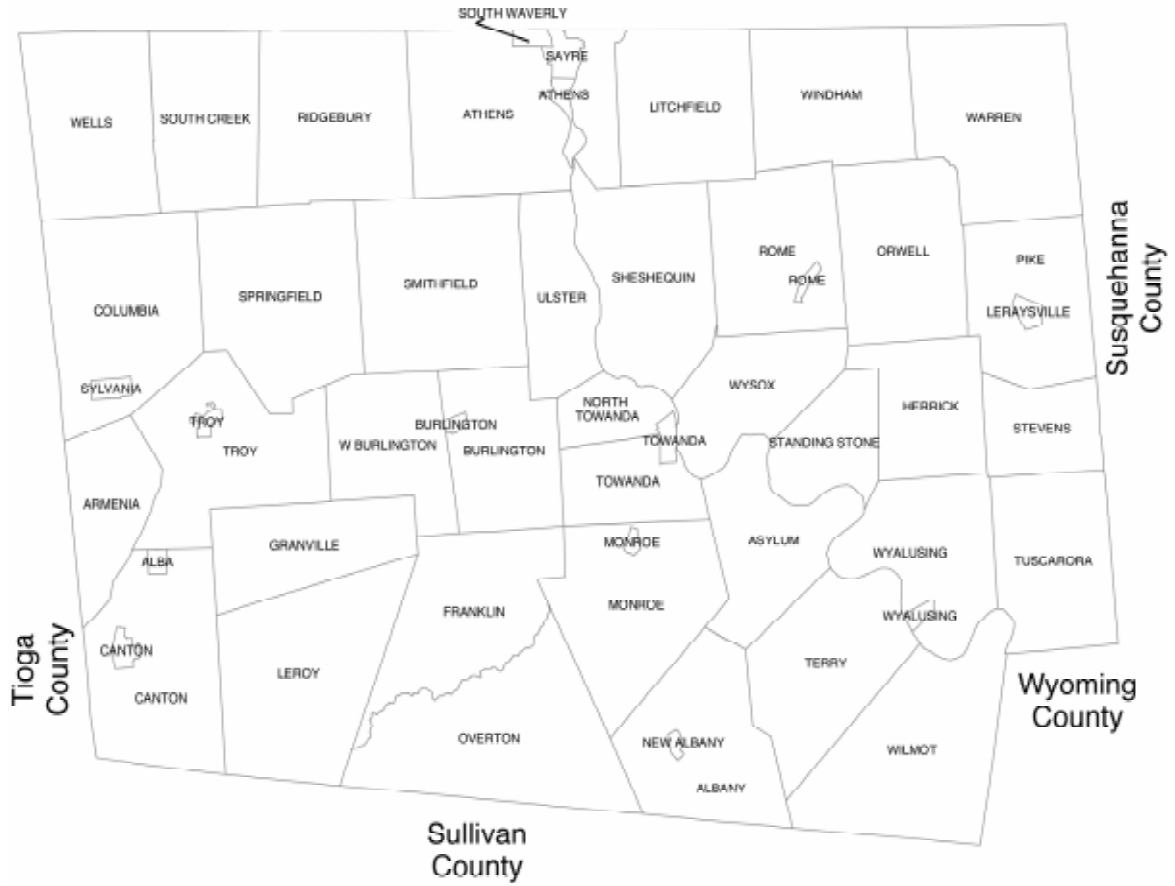 SOUTH WAVERLY
SAYRE
ATHENS
WELLS
SOUTH CREEK
RIDGEBURY
ATHENS
LITCHFIELD
WINDHAM
WARREN
COLUMBIA
SPRINGFIELD
SMITHFIELD
ULSTER
SHESHEQUIN
ROME
ROME
ORWELL
PIKE
LERAYSVILLE
Susquehanna
County
SYLVANIA
TROY
TROY
W BURLINGTON
BURLINGTON
BURLINGTON
NORTH
TOWANDA
TOWANDA
TOWANDA
WYSOX
STANDING STONE
HERRICK
STEVENS
ARMENIA
ALBA
GRANVILLE
MONROE
MONROE
ASYLUM
WYALUSING
WYALUSING
TUSCARORA
Tioga
County
CANTON
CANTON
LEROY
FRANKLIN
OVERTON
NEW ALBANY
ALBANY
TERRY
WILMOT
Wyoming
County
Sullivan
County